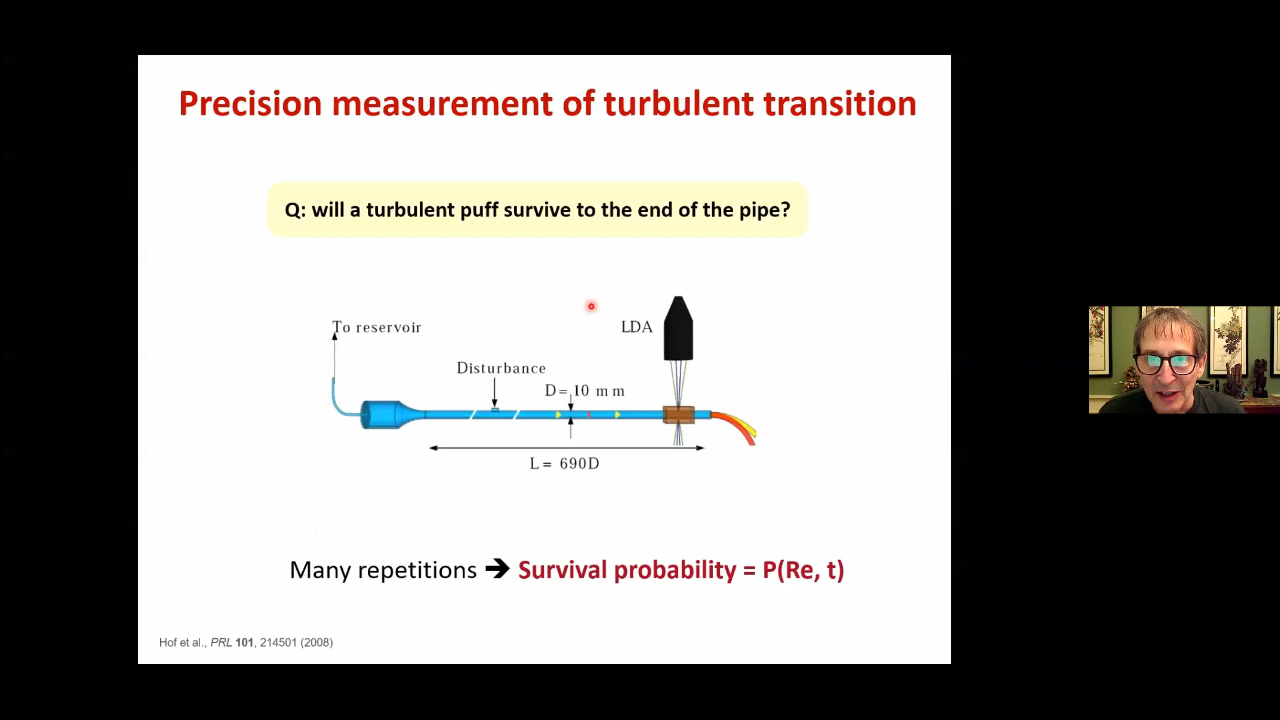 Precision measurement of turbulent transition
Q: will a turbulent puff survive to the end of the pipe?
To reservoir
LDA
Disturbance
D= 10 mm
L= 690D
Many repetitions ➔ Survival probability = P(Re, t)
Hof et al., PRL 101, 214501 (2008)